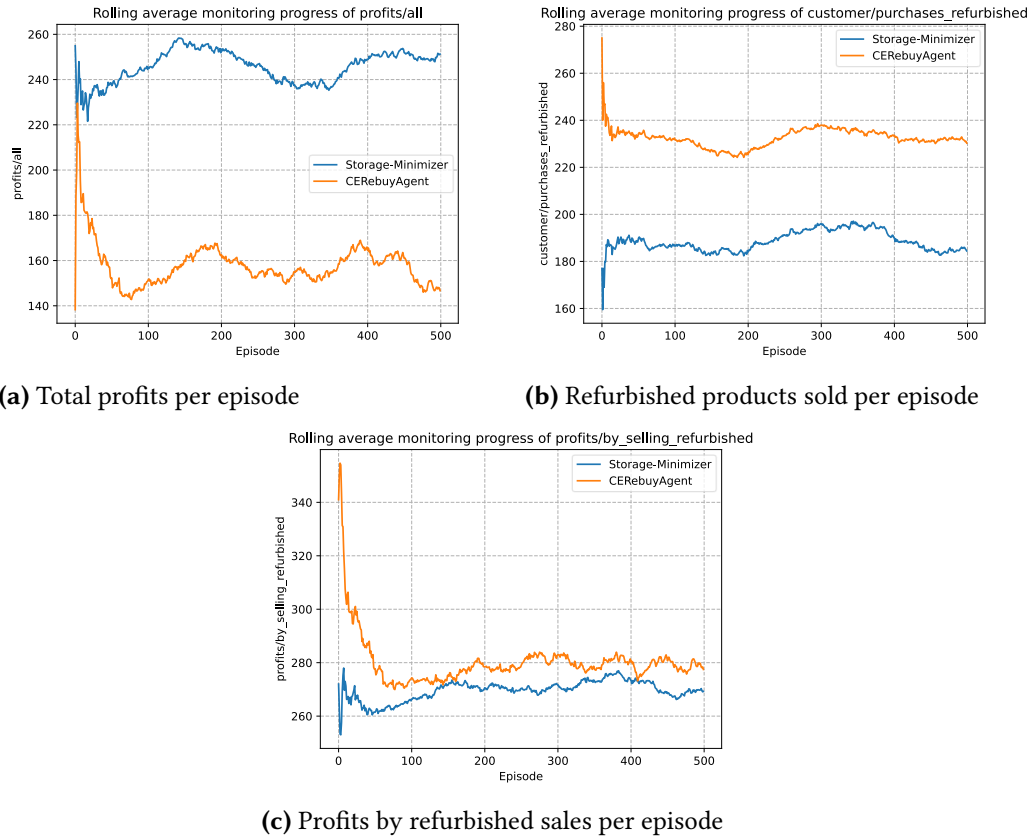 Rolling average monitoring progress of profits/all
profits/all
260
240
220
200
180
160
140
Storage-Minimizer
CERebuyAgent
0 100 200 300 400 500
Episode
(a) Total profits per episode
Rolling average monitoring progress of customer/purchases_refurbished
customer/purchases_refurbished
280
260
240
220
200
180
160
Storage-Minimizer
CERebuyAgent
0 100 200 300 400 500
Episode
(b) Refurbished products sold per episode
Rolling average monitoring progress of profits/by_selling_refurbished
profits/by_selling_refurbished
340
320
300
280
260
Storage-Minimizer
CERebuyAgent
0 100 200 300 400 500
Episode
(c) Profits by refurbished sales per episode